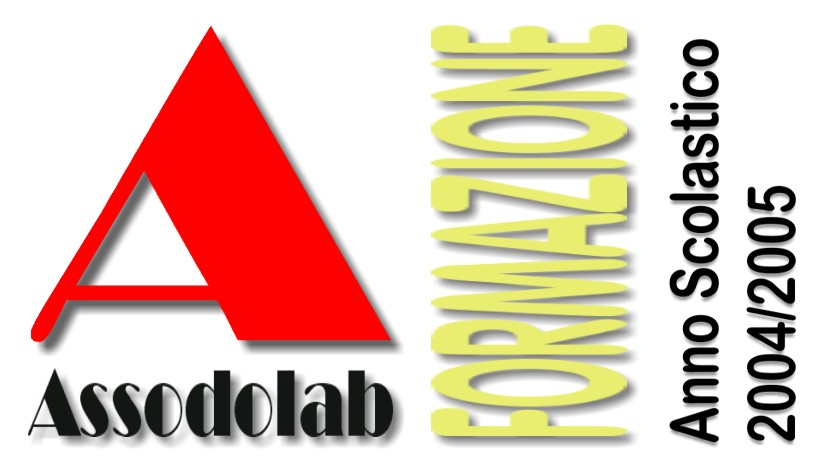 Assodolab
FORMAZIONE
Anno Scolastico
2004/2005